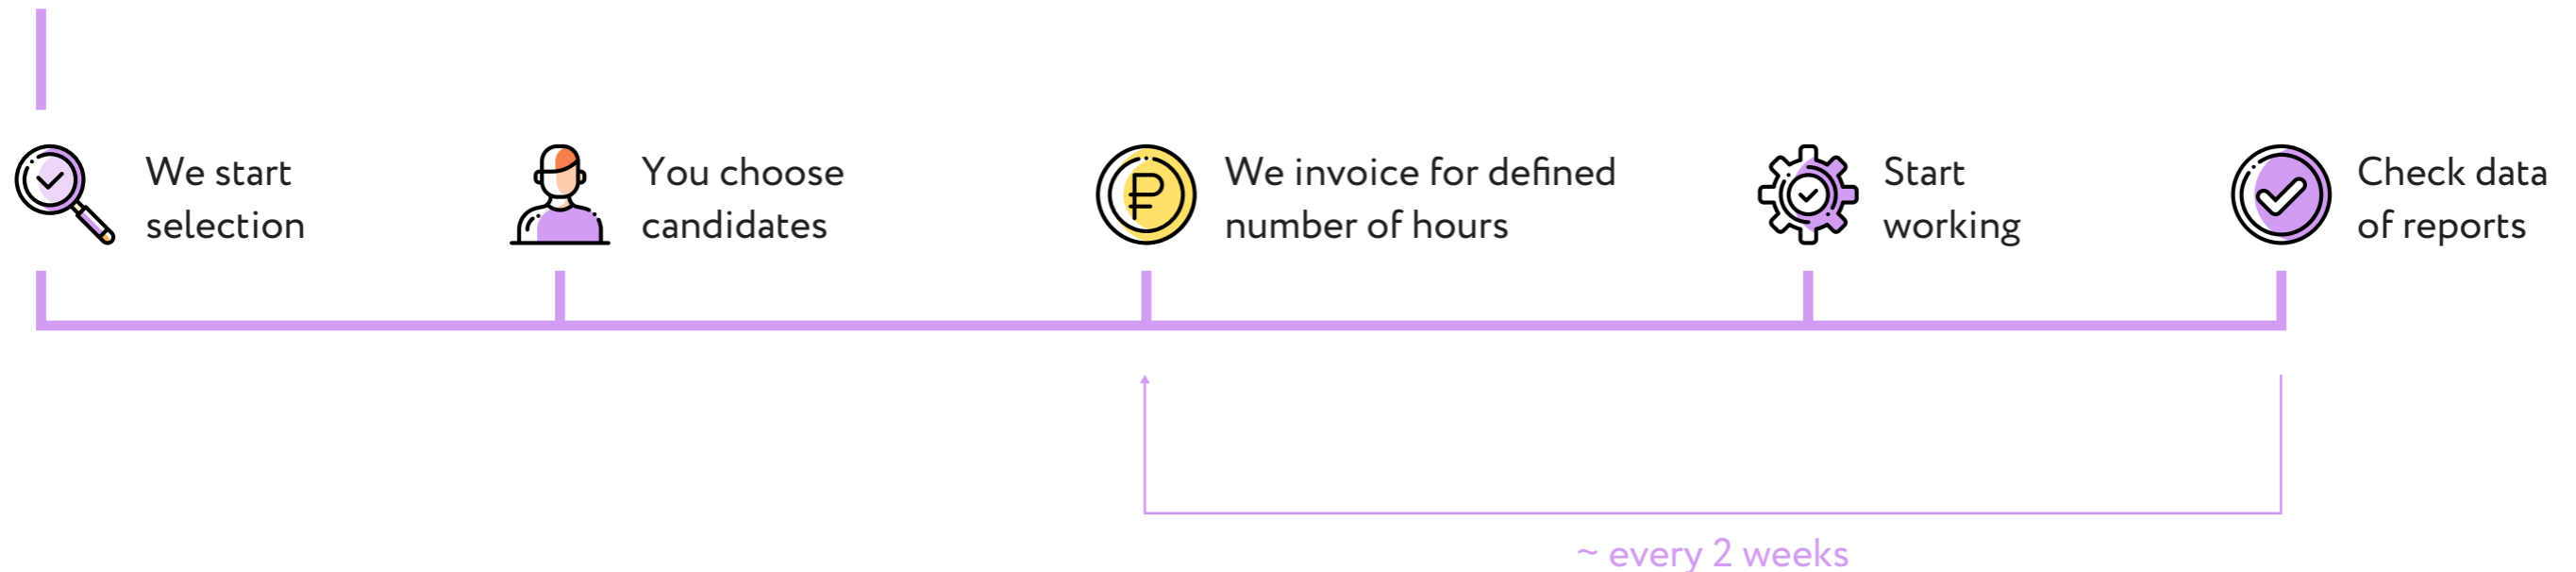 We start
selection
You choose
candidates
We invoice for defined
number of hours
Start
working
Check data
of reports
~ every 2 weeks